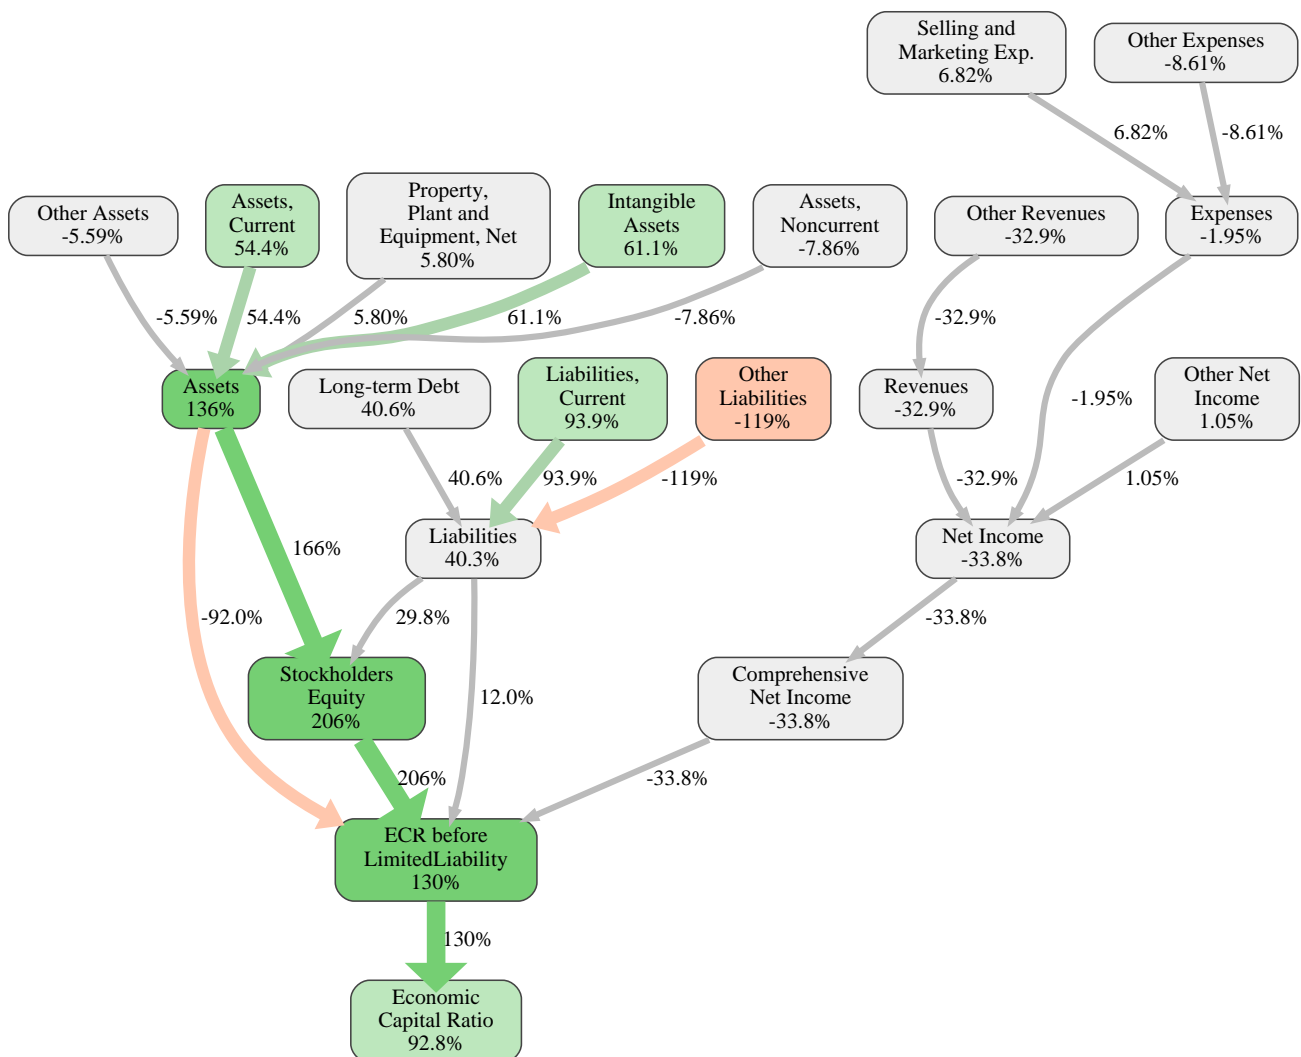 Selling and
Marketing Exp.
6.82%
Other Expenses
-8.61%
6.82%
-8.61%
Other Assets
-5.59%
Assets,
Current
54.4%
Property,
Plant and
Equipment, Net
5.80%
Intangible
Assets
61.1%
Assets,
Noncurrent
-7.86%
Other Revenues
-32.9%
Expenses
-1.95%
-5.59%
54.4%
5.80%
61.1%
-7.86%
-32.9%
Assets
136%
Long-term Debt
40.6%
Liabilities,
Current
93.9%
Other
Liabilities
-119%
Revenues
-32.9%
-1.95%
Other Net
Income
1.05%
40.6%
93.9%
-119%
-32.9%
1.05%
166%
Liabilities
40.3%
Net Income
-33.8%
-92.0%
29.8%
-33.8%
Stockholders
Equity
206%
12.0%
Comprehensive
Net Income
-33.8%
206%
-33.8%
ECR before
LimitedLiability
130%
130%
Economic
Capital Ratio
92.8%